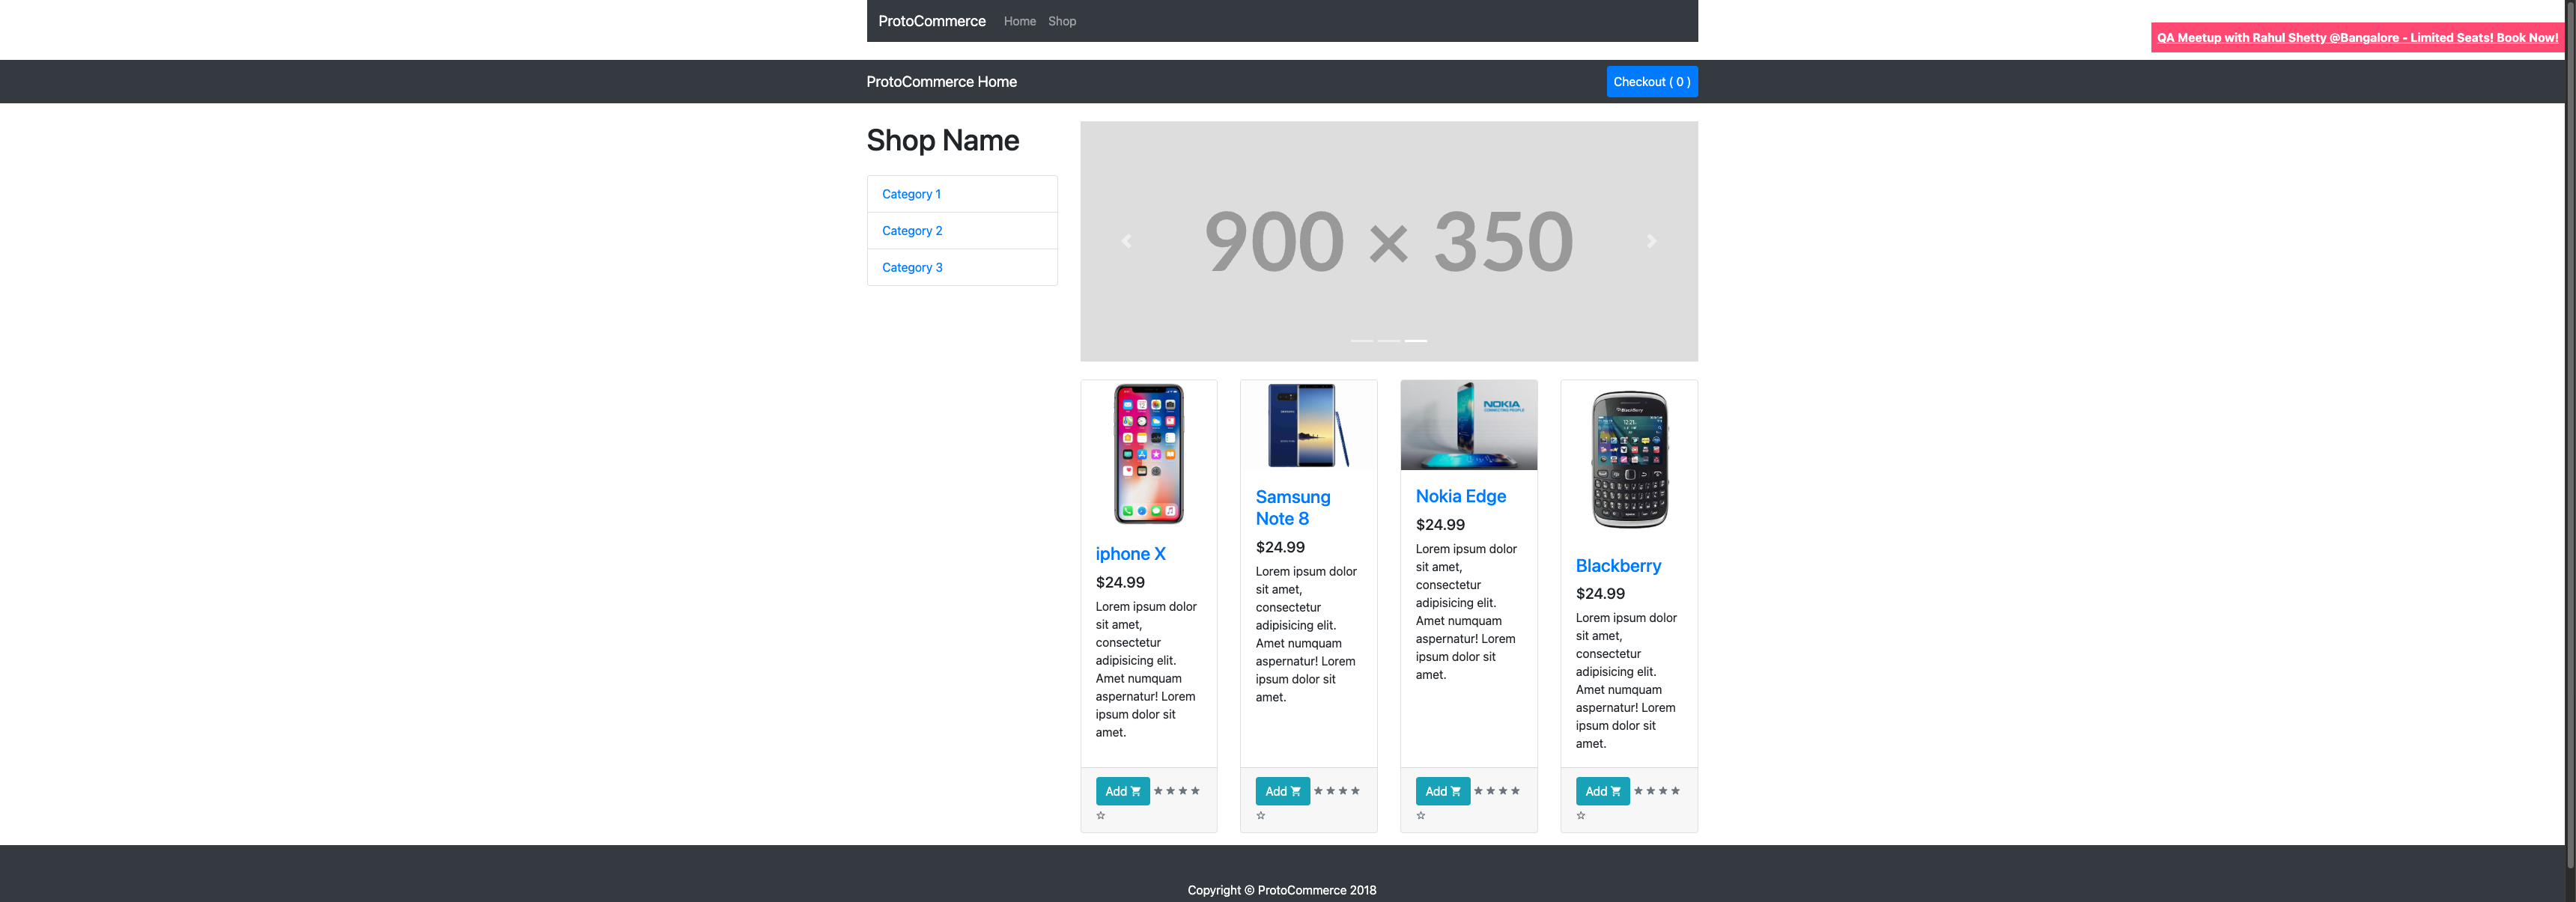 ProtoCommerce Home Shop
QA Meetup with Rahul Shetty @Bangalore - Limited Seats! Book Now!
ProtoCommerce Home
Checkout ( 0 )
Shop Name
Category 1
Category 2
Category 3
900 × 350
NOKIA
CONNECTING PEOPLE
BlackBerry
iphone X
$24.99
Lorem ipsum dolor
sit amet,
consectetur
adipisicing elit.
Amet numquam
aspernatur! Lorem
ipsum dolor sit
amet.
Add
Samsung
Note 8
$24.99
Lorem ipsum dolor
sit amet,
consectetur
adipisicing elit.
Amet numquam
aspernatur! Lorem
ipsum dolor sit
amet.
Add
Nokia Edge
$24.99
Lorem ipsum dolor
sit amet,
consectetur
adipisicing elit.
Amet numquam
aspernatur! Lorem
ipsum dolor sit
amet.
Add
Blackberry
$24.99
Lorem ipsum dolor
sit amet,
consectetur
adipisicing elit.
Amet numquam
aspernatur! Lorem
ipsum dolor sit
amet.
Add
Copyright © ProtoCommerce 2018